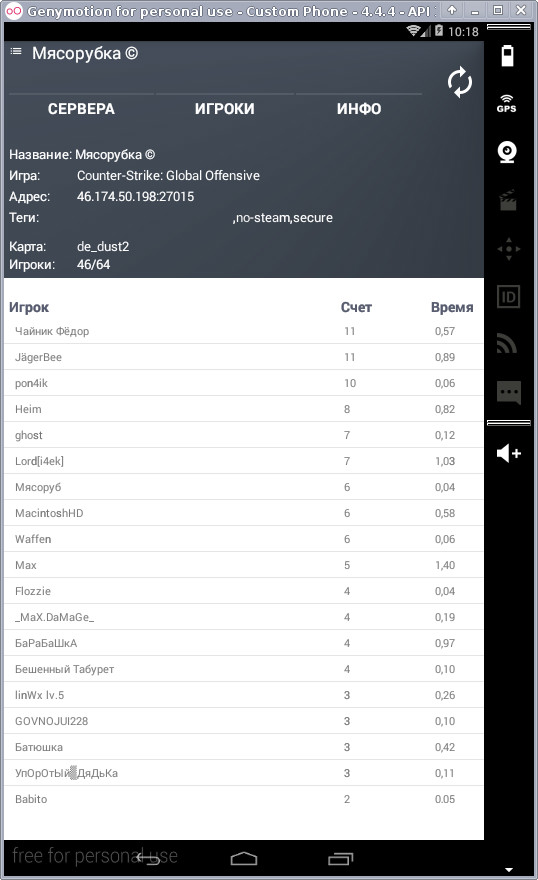 Genymotion for personal use - Custom Phone - 4.4.4 - API
10:18
Мясорубка ©
СЕРВЕРА ИГРОКИ ИНФО
GPS
Название: Мясорубка ©
Игра: Counter-Strike: Global Offensive
Адрес: 46.174.50.198:27015
Теги: ,no-steam,secure
Карта: de_dust2
Игроки: 46/64
ID
Игрок Счет Время
Чайник Фёдор 11 0,57
JägerBee 11 0,89
pon4ik 10 0,06
Heim 8 0,82
ghost 7 0,12
Lord[i4ek] 7 1,03
Мясоруб 6 0,04
MacintoshHD 6 0,58
Waffen 6 0,06
Max 5 1,40
Flozzie 4 0,04
_MaX.DaMaGe_ 4 0,19
БаРаБаШкА 4 0,97
Бешенный Табурет 4 0,10
linWx lv.5 3 0,26
GOVNOJUI228 3 0,10
Батюшка 3 0,42
УпОрОтЫй▒ДяДьКа 3 0,11
Babito 2 0.05
free for personal use